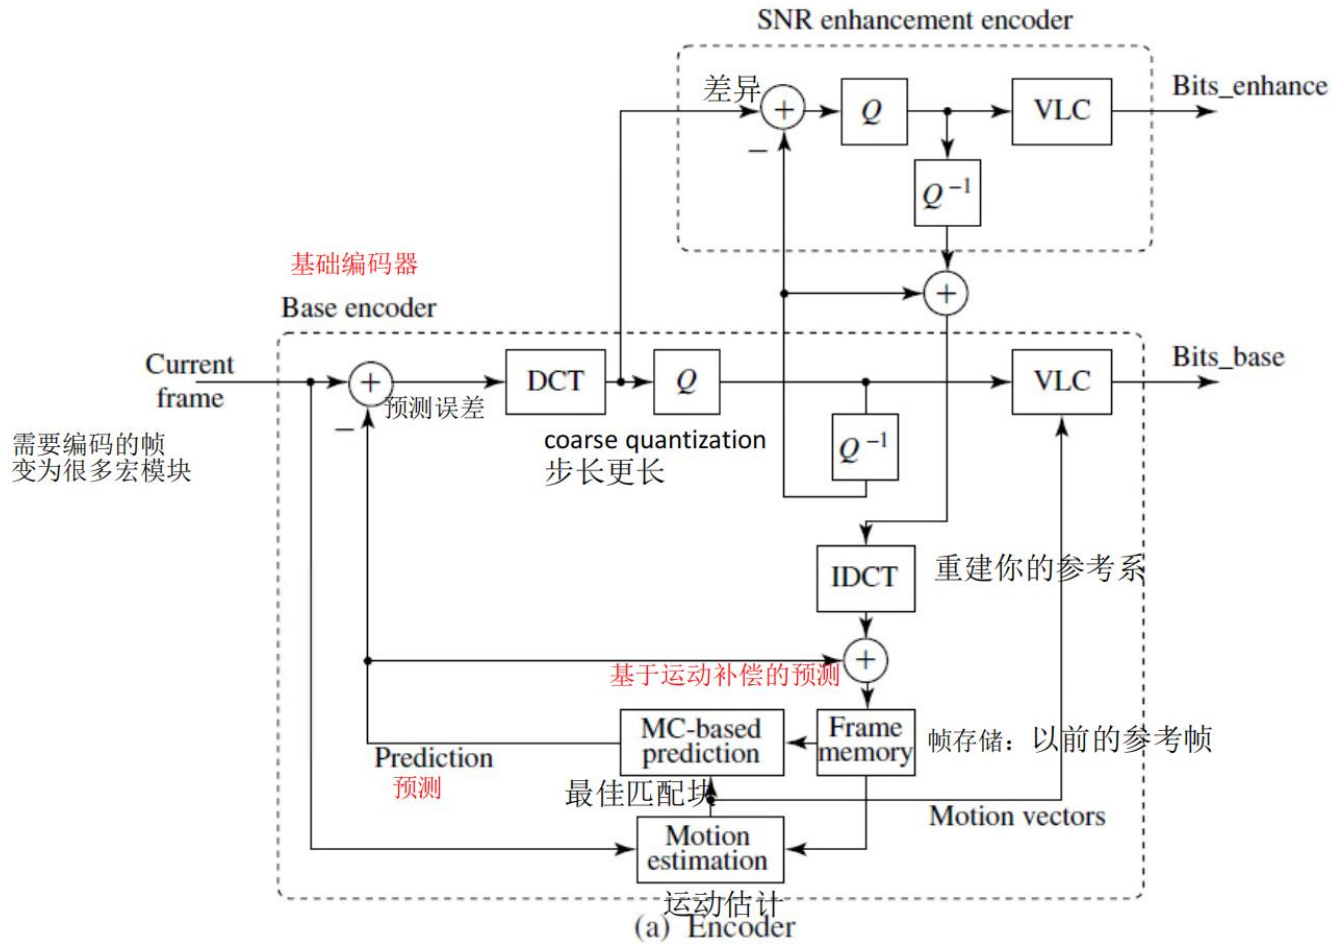 SNR enhancement encoder
差异
+
Q
VLC
Bits_enhance
−
Q⁻¹
基础编码器
+
Base encoder
Current
frame
+
DCT
Q
VLC
Bits_base
−
预测误差
需要编码的帧
变为很多宏模块
coarse quantization
步长更长
Q⁻¹
IDCT
重建你的参考系
+
基于运动补偿的预测
MC-based
prediction
Frame
memory
帧存储：以前的参考帧
Prediction
预测
最佳匹配块
Motion vectors
Motion
estimation
运动估计
(a) Encoder